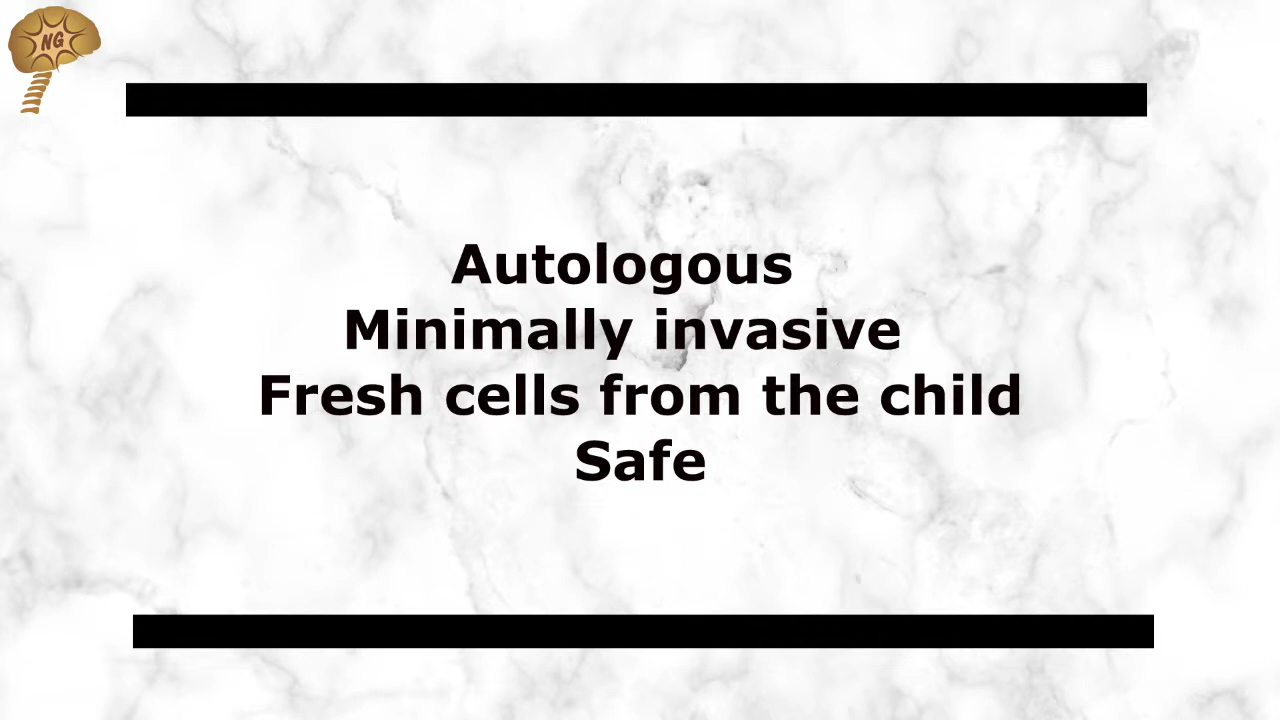 NG
Autologous
Minimally invasive
Fresh cells from the child
Safe